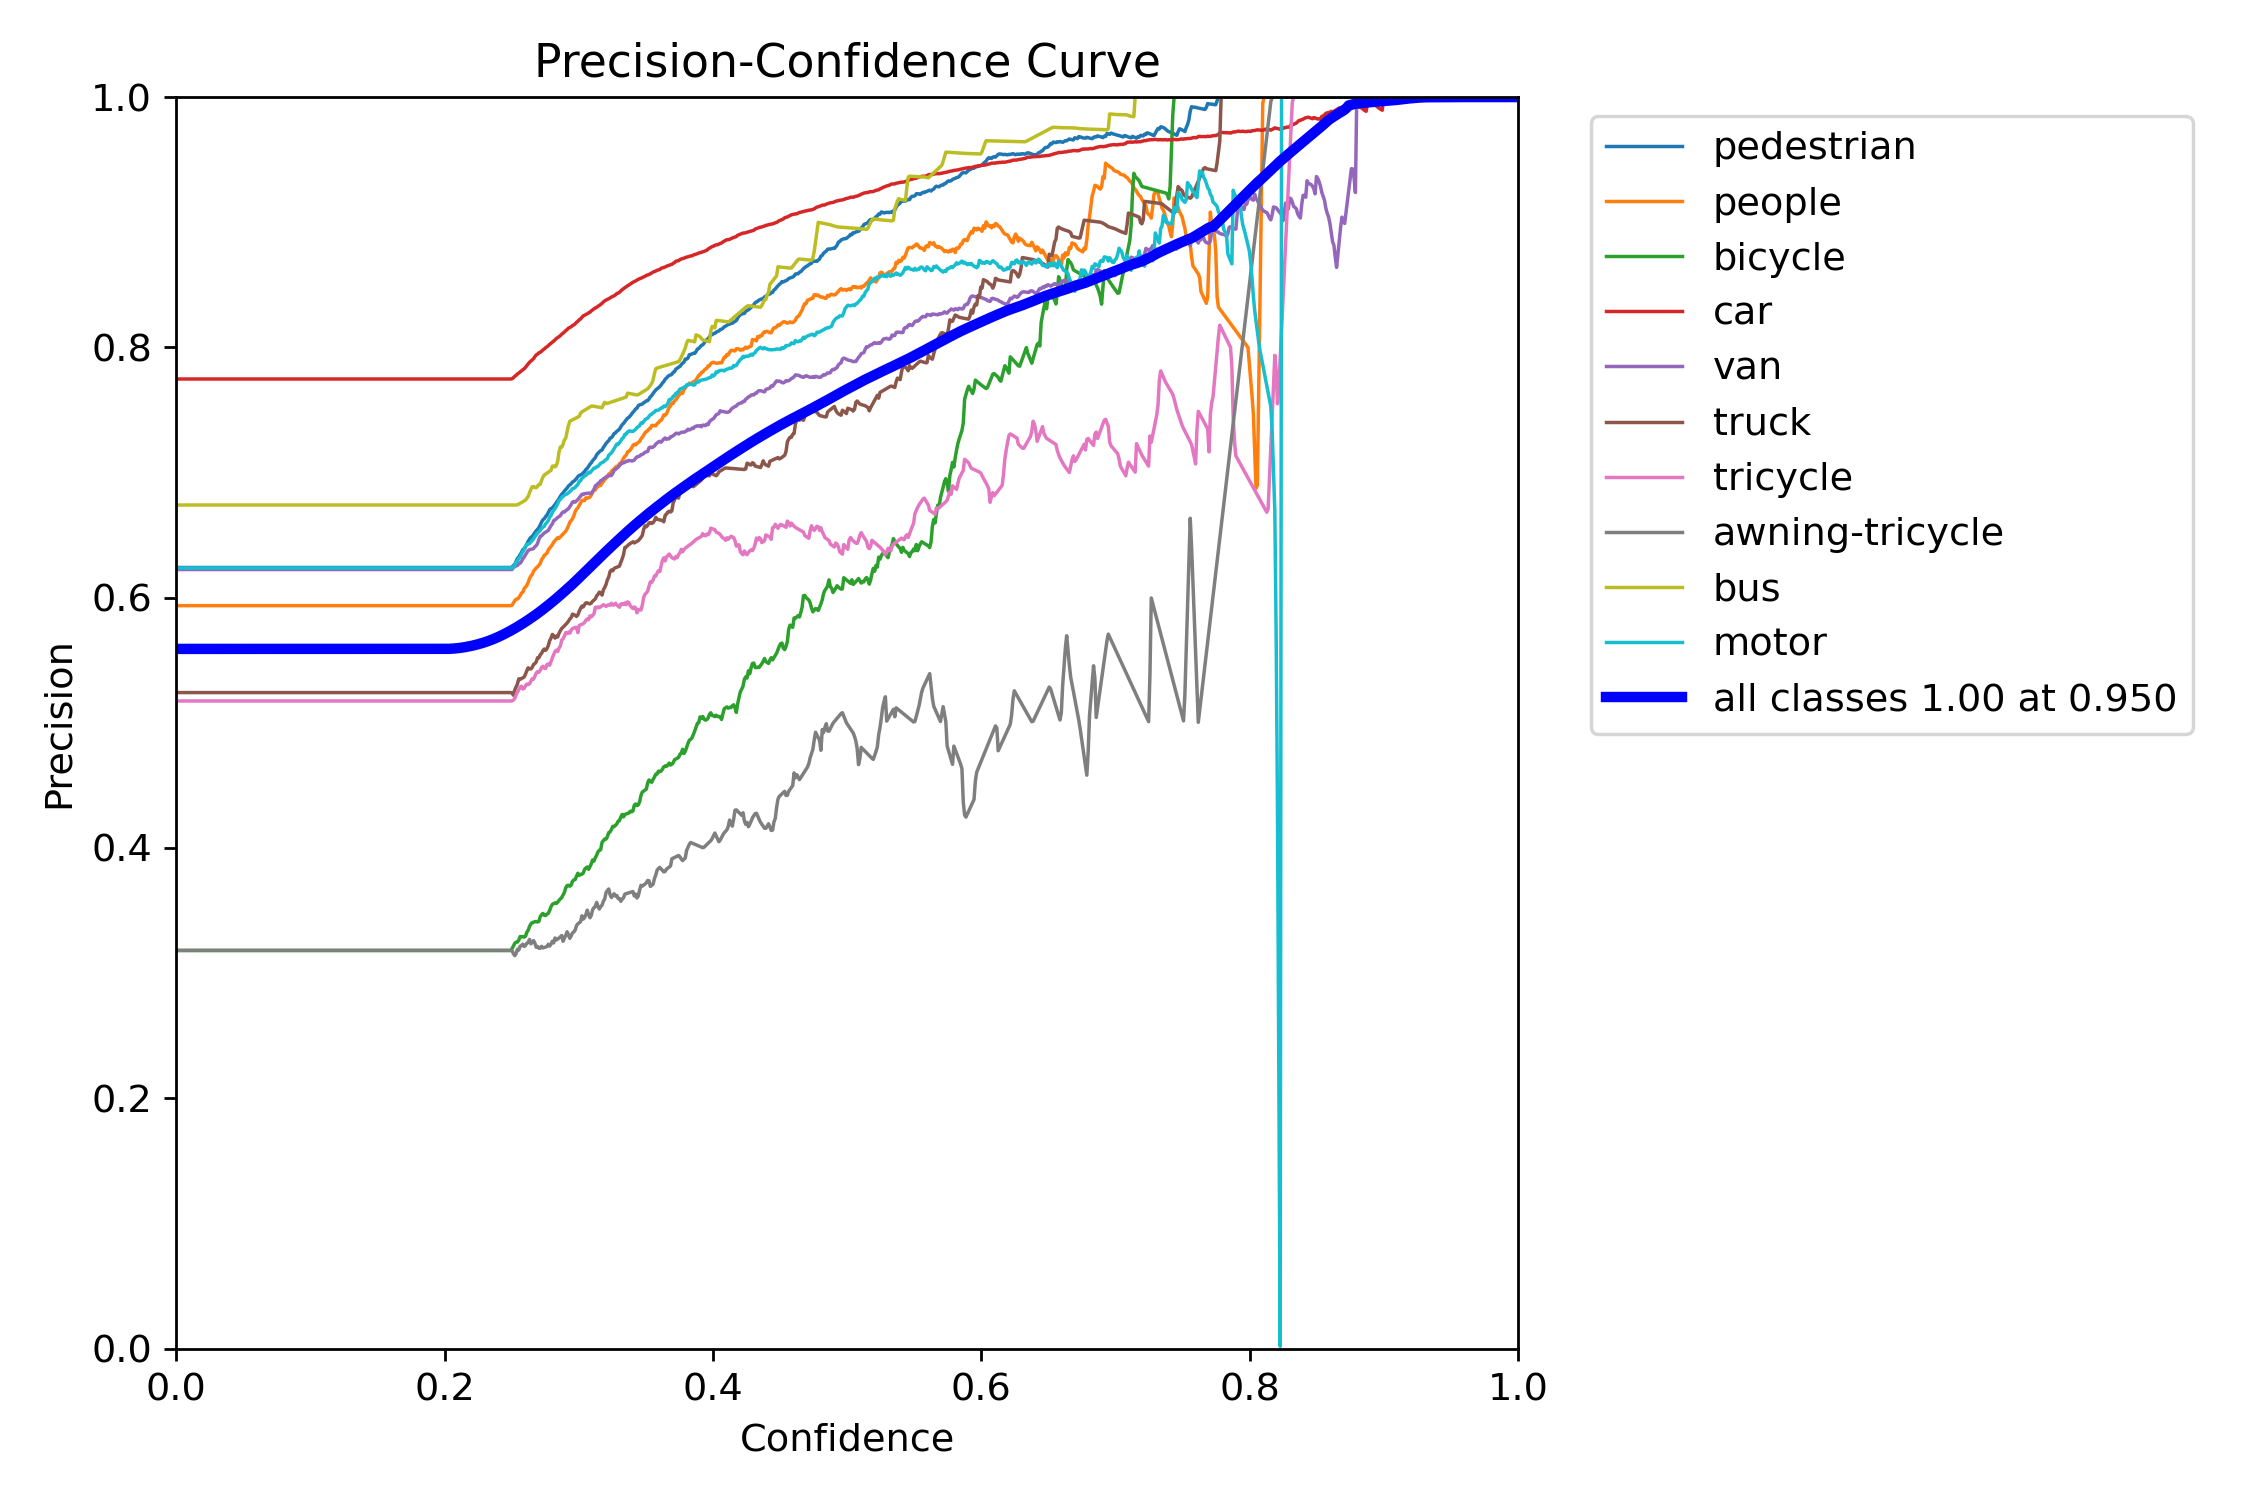 Precision-Confidence Curve
1.0
0.8
0.6
0.4
0.2
0.0
Precision
0.0 0.2 0.4 0.6 0.8 1.0
Confidence
pedestrian
people
bicycle
car
van
truck
tricycle
awning-tricycle
bus
motor
all classes 1.00 at 0.950